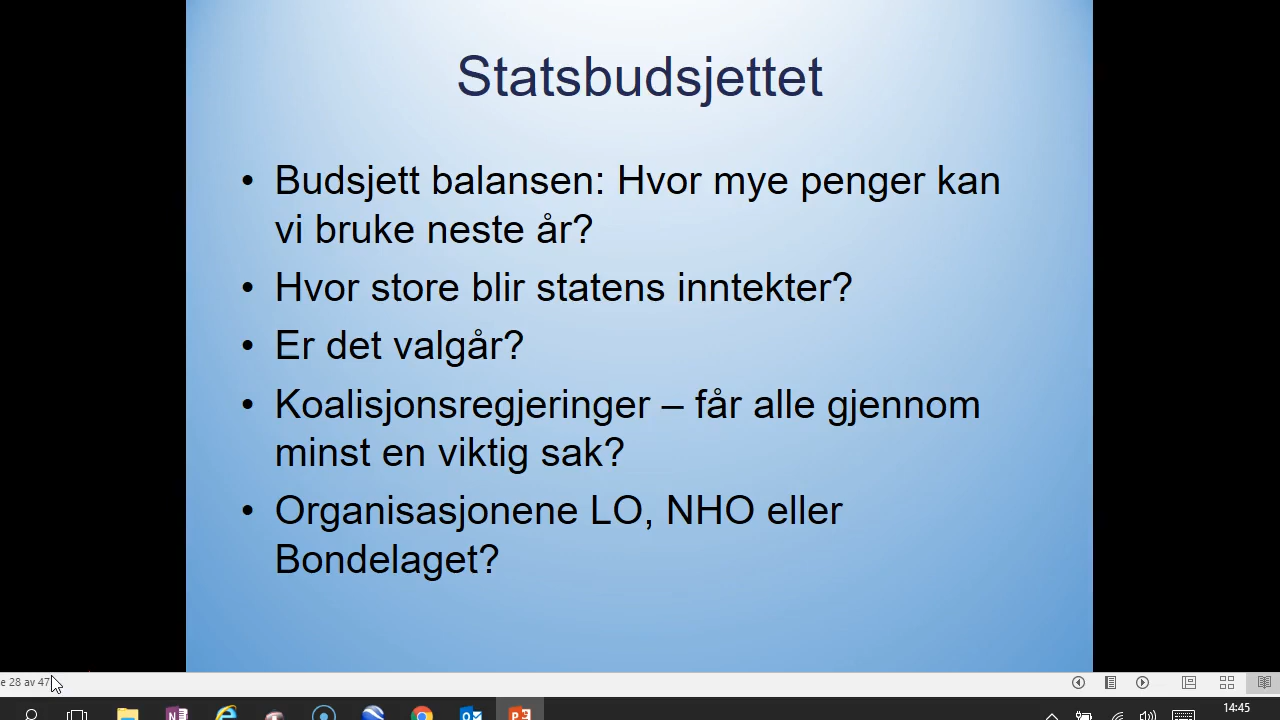 Statsbudsjettet
• Budsjett balansen: Hvor mye penger kan
vi bruke neste år?
• Hvor store blir statens inntekter?
• Er det valgår?
• Koalisjonsregjeringer – får alle gjennom
minst en viktig sak?
• Organisasjonene LO, NHO eller
Bondelaget?
e 28 av 47
14:45